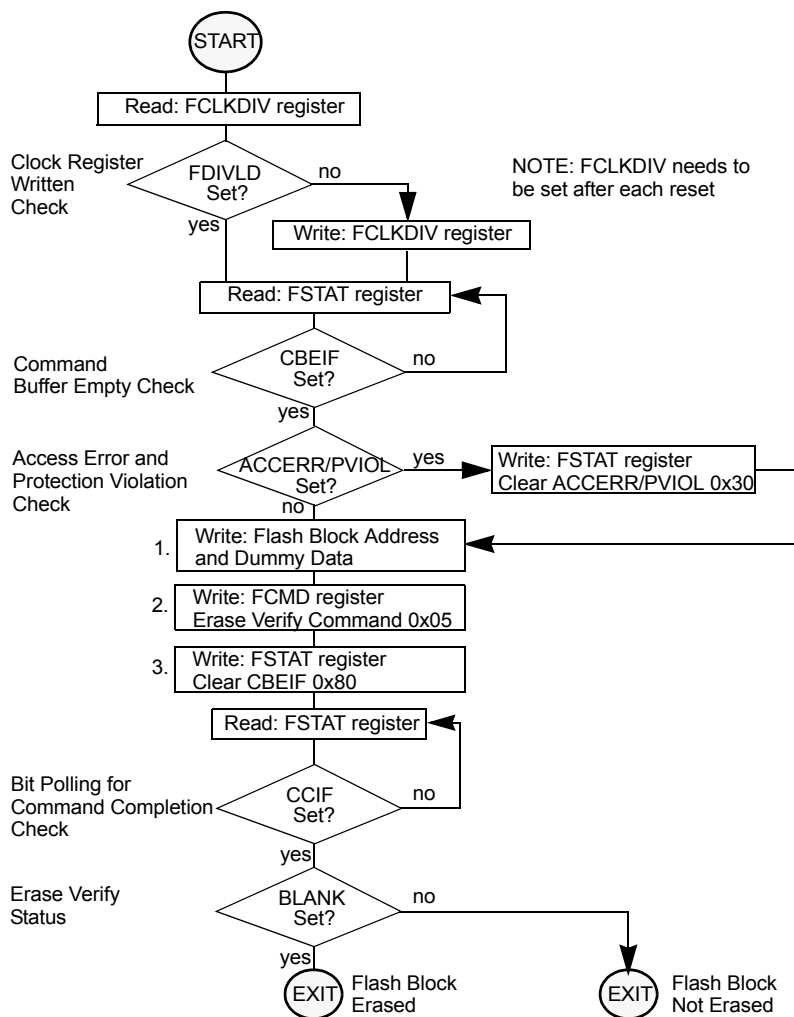 START
Read: FCLKDIV register
Clock Register
Written
Check
FDIVLD
Set?
no
yes
NOTE: FCLKDIV needs to
be set after each reset
Write: FCLKDIV register
Read: FSTAT register
Command
Buffer Empty Check
CBEIF
Set?
no
yes
Access Error and
Protection Violation
Check
ACCERR/PVIOL
Set?
yes
no
Write: FSTAT register
Clear ACCERR/PVIOL 0x30
1.
Write: Flash Block Address
and Dummy Data
2.
Write: FCMD register
Erase Verify Command 0x05
3.
Write: FSTAT register
Clear CBEIF 0x80
Read: FSTAT register
Bit Polling for
Command Completion
Check
CCIF
Set?
no
yes
Erase Verify
Status
BLANK
Set?
no
yes
EXIT
Flash Block
Erased
EXIT
Flash Block
Not Erased